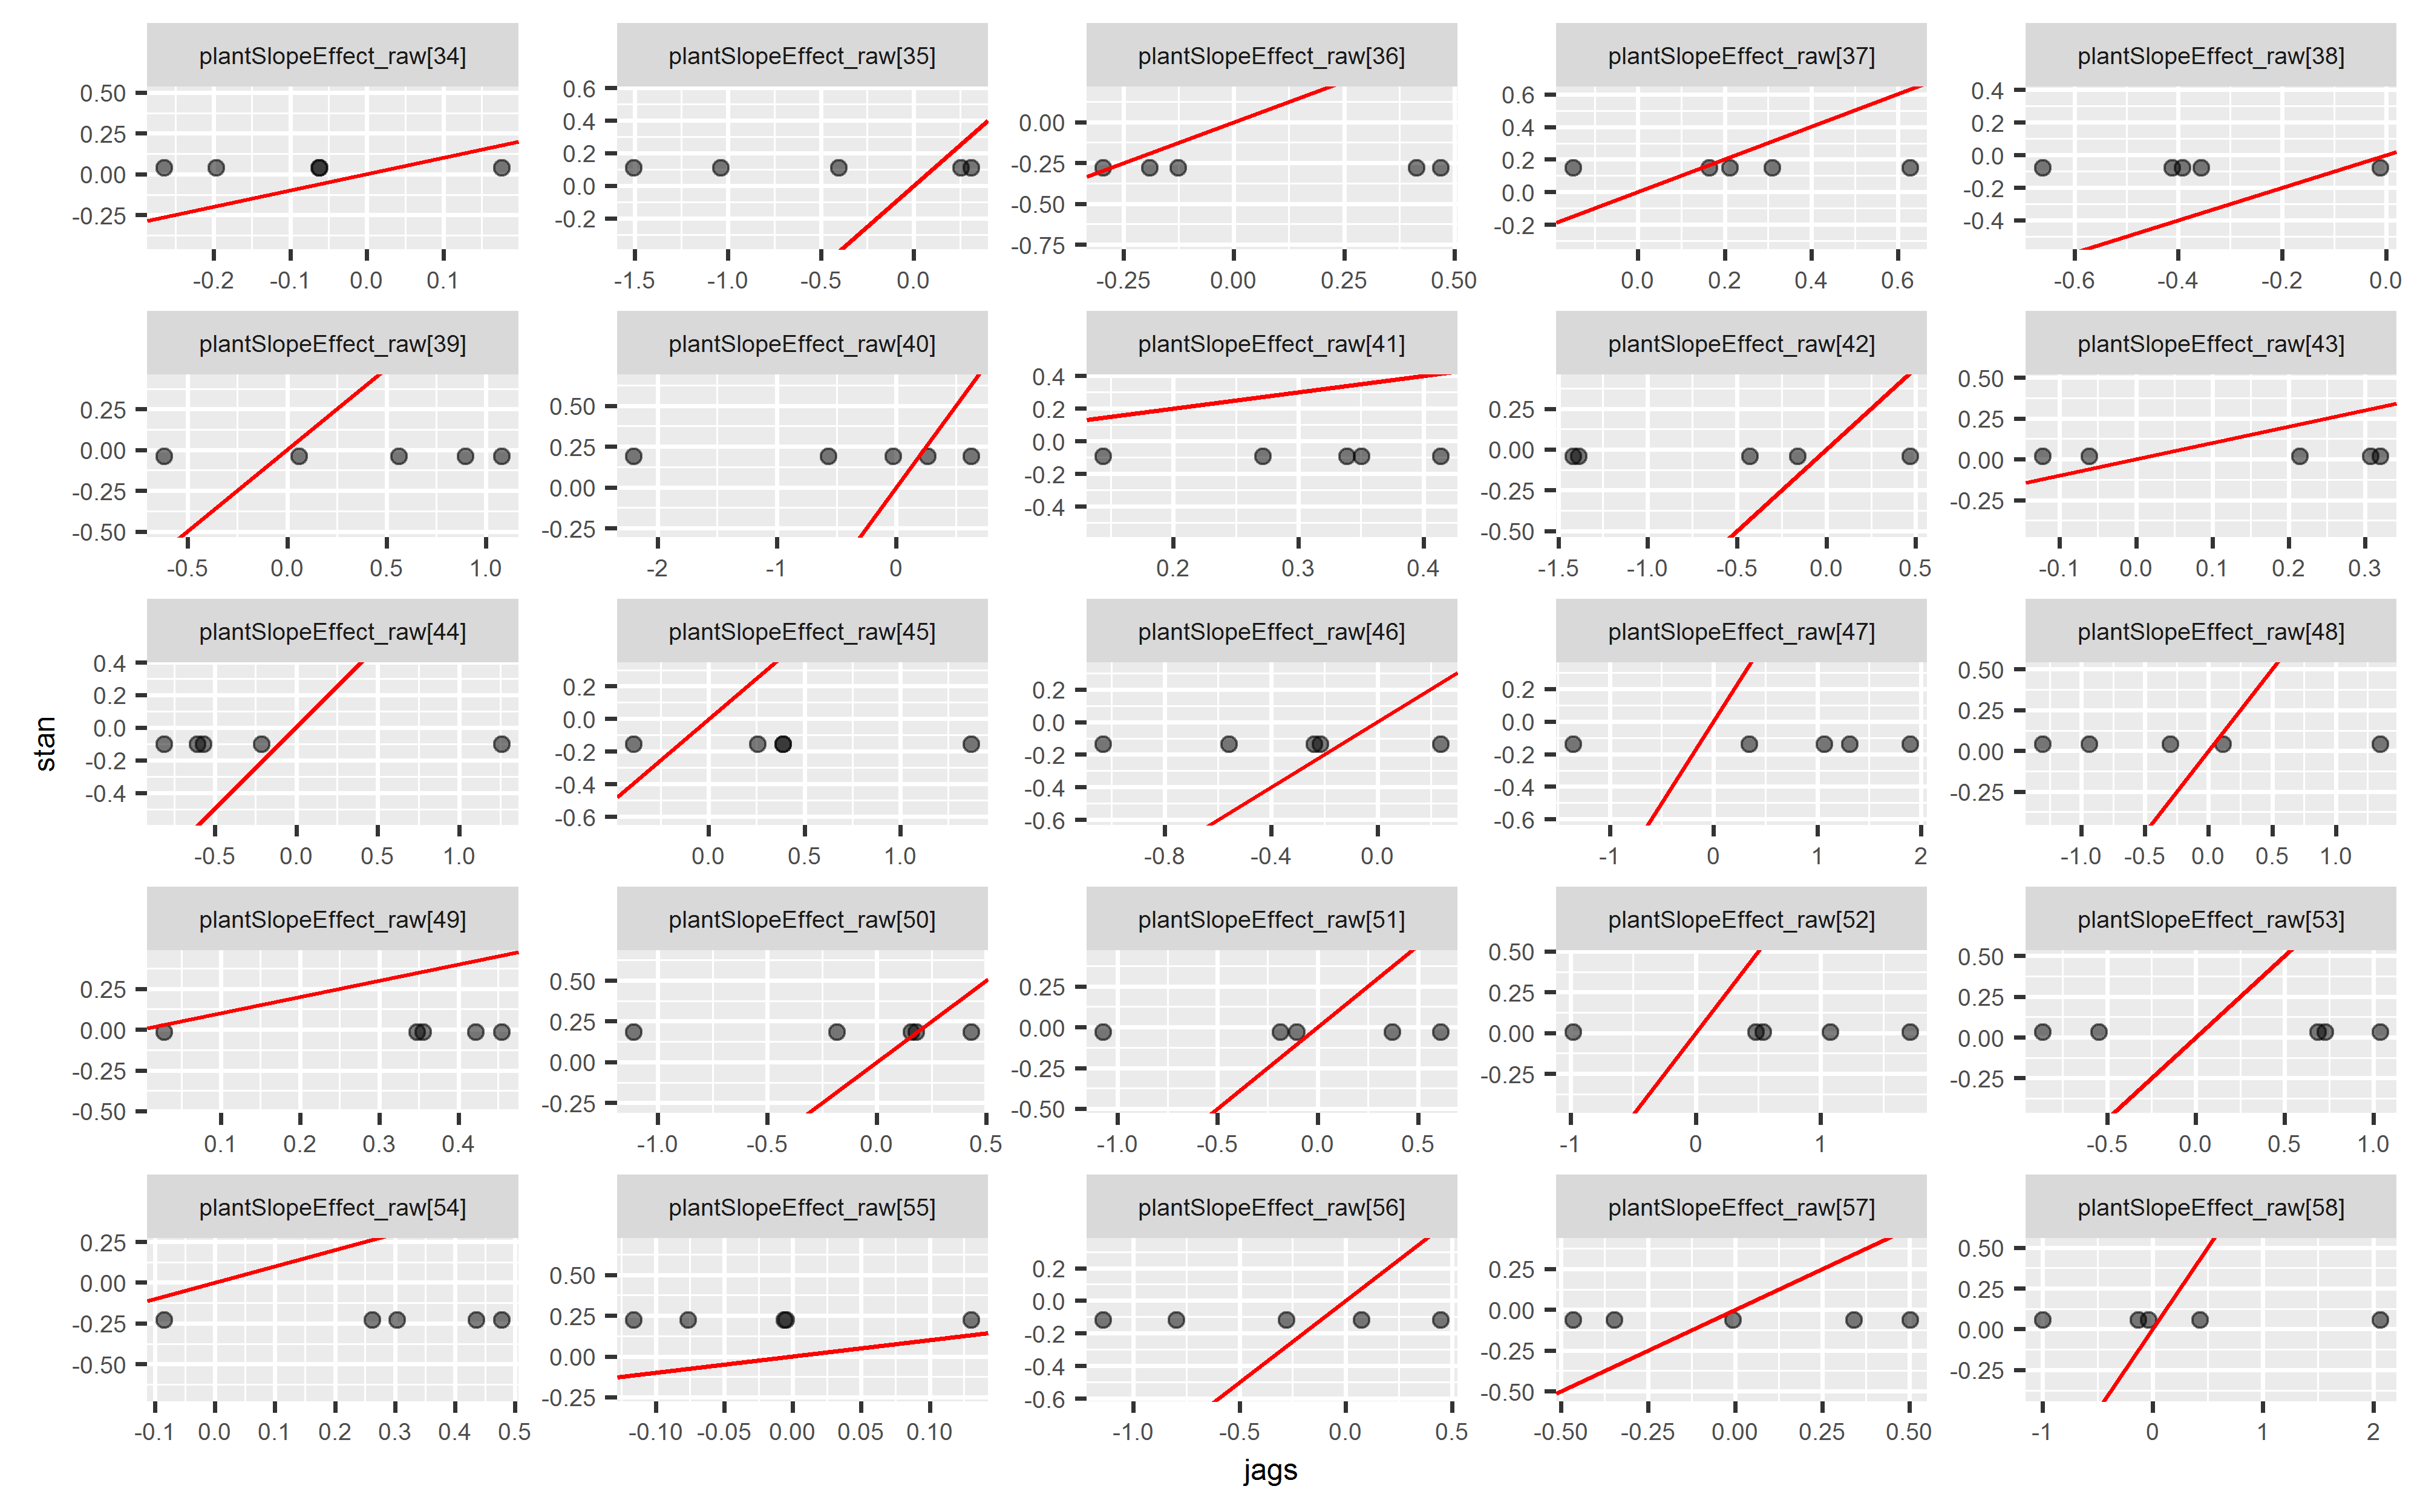 plantSlopeEffect_raw[34] plantSlopeEffect_raw[35] plantSlopeEffect_raw[36] plantSlopeEffect_raw[37] plantSlopeEffect_raw[38]
0.50 0.25 0.00 -0.25
0.6 0.4 0.2 0.0 -0.2
0.00 -0.25 -0.50 -0.75
0.6 0.4 0.2 0.0 -0.2
0.4 0.2 0.0 -0.2 -0.4
-0.2 -0.1 0.0 0.1
-1.5 -1.0 -0.5 0.0
-0.25 0.00 0.25 0.50
0.0 0.2 0.4 0.6
-0.6 -0.4 -0.2 0.0
plantSlopeEffect_raw[39] plantSlopeEffect_raw[40] plantSlopeEffect_raw[41] plantSlopeEffect_raw[42] plantSlopeEffect_raw[43]
0.25 0.00 -0.25 -0.50
0.50 0.25 0.00 -0.25
0.4 0.2 0.0 -0.2 -0.4
0.25 0.00 -0.25 -0.50
0.50 0.25 0.00 -0.25
-0.5 0.0 0.5 1.0
-2 -1 0
0.2 0.3 0.4
-1.5 -1.0 -0.5 0.0 0.5
-0.1 0.0 0.1 0.2 0.3
plantSlopeEffect_raw[44] plantSlopeEffect_raw[45] plantSlopeEffect_raw[46] plantSlopeEffect_raw[47] plantSlopeEffect_raw[48]
0.4 0.2 0.0 -0.2 -0.4
0.2 0.0 -0.2 -0.4 -0.6
0.2 0.0 -0.2 -0.4 -0.6
0.2 0.0 -0.2 -0.4 -0.6
0.50 0.25 0.00 -0.25
-0.5 0.0 0.5 1.0
0.0 0.5 1.0
-0.8 -0.4 0.0
-1 0 1 2
-1.0 -0.5 0.0 0.5 1.0
stan
plantSlopeEffect_raw[49] plantSlopeEffect_raw[50] plantSlopeEffect_raw[51] plantSlopeEffect_raw[52] plantSlopeEffect_raw[53]
0.25 0.00 -0.25 -0.50
0.50 0.25 0.00 -0.25
0.25 0.00 -0.25 -0.50
0.50 0.25 0.00 -0.25
0.50 0.25 0.00 -0.25
0.1 0.2 0.3 0.4
-1.0 -0.5 0.0 0.5
-1.0 -0.5 0.0 0.5
-1 0 1
-0.5 0.0 0.5 1.0
plantSlopeEffect_raw[54] plantSlopeEffect_raw[55] plantSlopeEffect_raw[56] plantSlopeEffect_raw[57] plantSlopeEffect_raw[58]
0.25 0.00 -0.25 -0.50
0.50 0.25 0.00 -0.25
0.2 0.0 -0.2 -0.4 -0.6
0.25 0.00 -0.25 -0.50
0.50 0.25 0.00 -0.25
-0.1 0.0 0.1 0.2 0.3 0.4 0.5
-0.10 -0.05 0.00 0.05 0.10
-1.0 -0.5 0.0 0.5
-0.50 -0.25 0.00 0.25 0.50
-1 0 1 2
jags